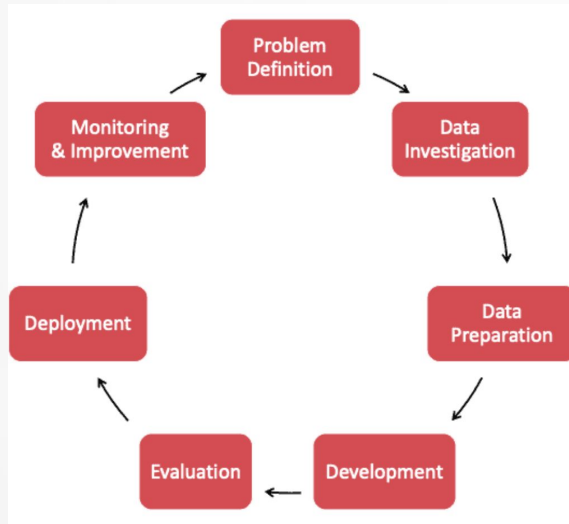 Problem
Definition
Data
Investigation
Data
Preparation
Development
Evaluation
Deployment
Monitoring
& Improvement